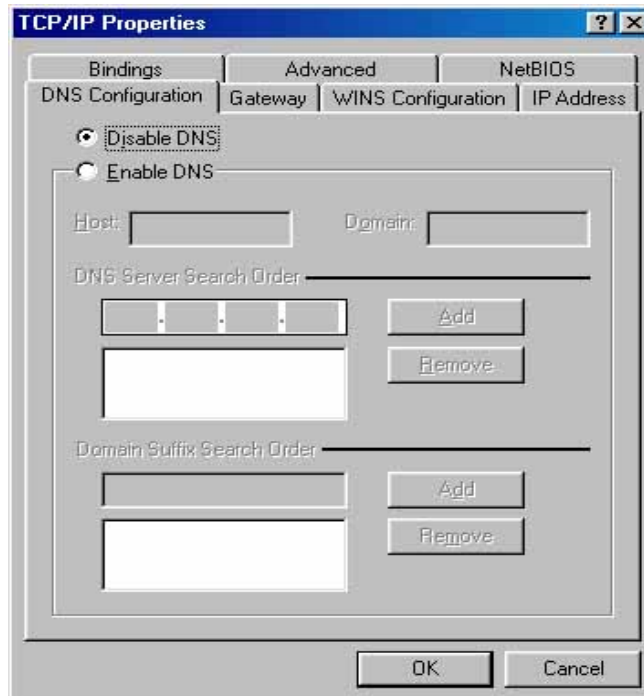 TCP/IP Properties
? X
Bindings Advanced NetBIOS
DNS Configuration Gateway WINS Configuration IP Address
Disable DNS
Enable DNS
Host: Domain:
DNS Server Search Order
. . .
Add
Remove
Domain Suffix Search Order
Add
Remove
OK Cancel